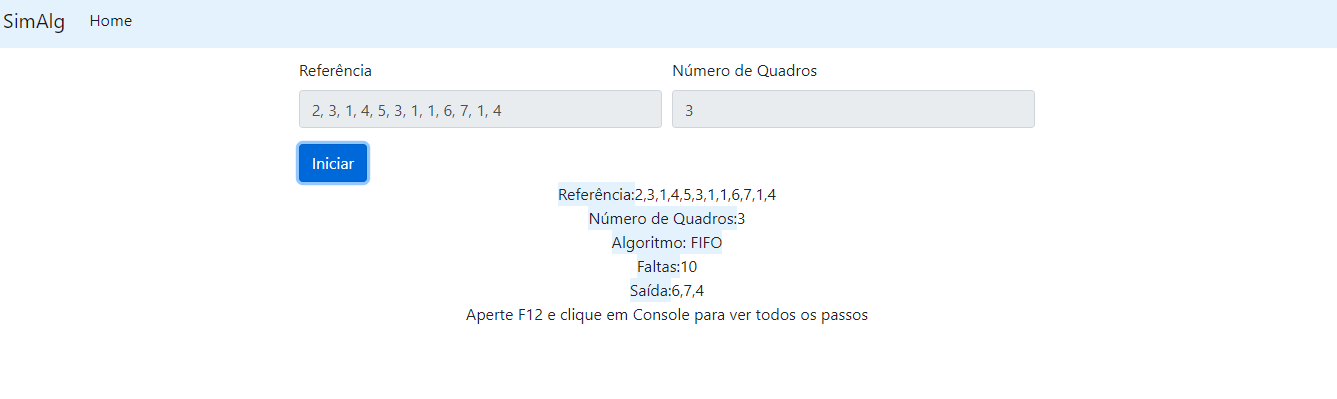 SimAlg Home
Referência Número de Quadros
2, 3, 1, 4, 5, 3, 1, 1, 6, 7, 1, 4 3
Iniciar
Referência:2,3,1,4,5,3,1,1,6,7,1,4
Número de Quadros:3
Algoritmo: FIFO
Faltas:10
Saída:6,7,4
Aperte F12 e clique em Console para ver todos os passos